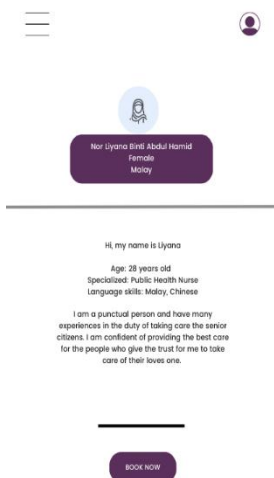 Nor Liyana Binti Abdul Hamid
Female
Malay
Hi, my name is Liyana
Age: 28 years old
Specialized: Public Health Nurse
Language skills: Malay, Chinese
I am a punctual person and have many
experiences in the duty of taking care the senior
citizens. I am confident of providing the best care
for the people who give the trust for me to take
care of their loves one.
BOOK NOW